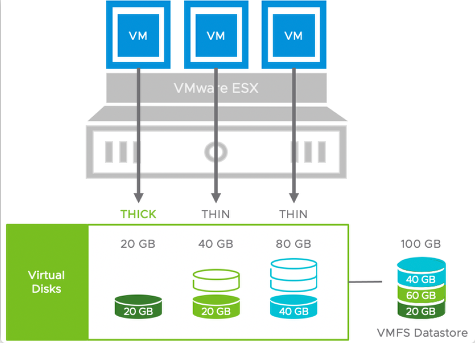 VM VM VM
VMware ESX
THICK THIN THIN
20 GB 40 GB 80 GB 100 GB
Virtual
Disks
20 GB 20 GB 40 GB
40 GB
60 GB
20 GB
VMFS Datastore